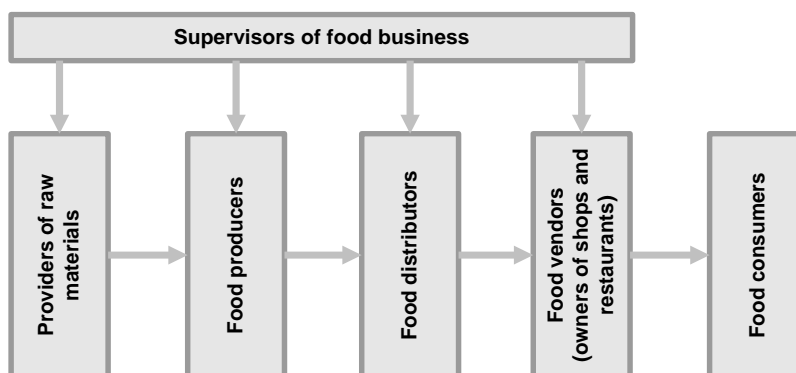 Supervisors of food business
Providers of raw
materials
Food producers
Food distributors
Food vendors
(owners of shops and
restaurants)
Food consumers